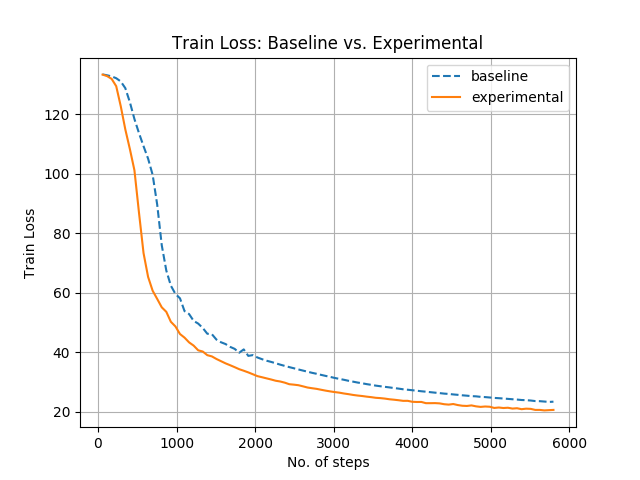 Train Loss: Baseline vs. Experimental
baseline
experimental
120
100
80
60
40
20
Train Loss
0 1000 2000 3000 4000 5000 6000
No. of steps